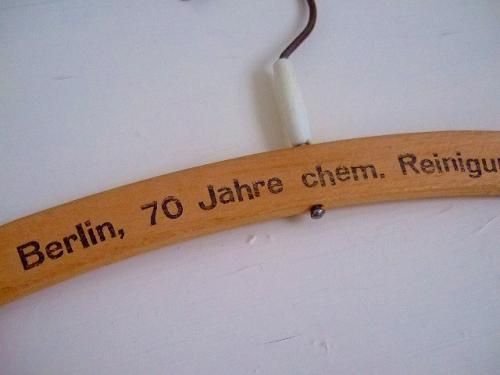 Berlin, 70 Jahre chem. Reinigu